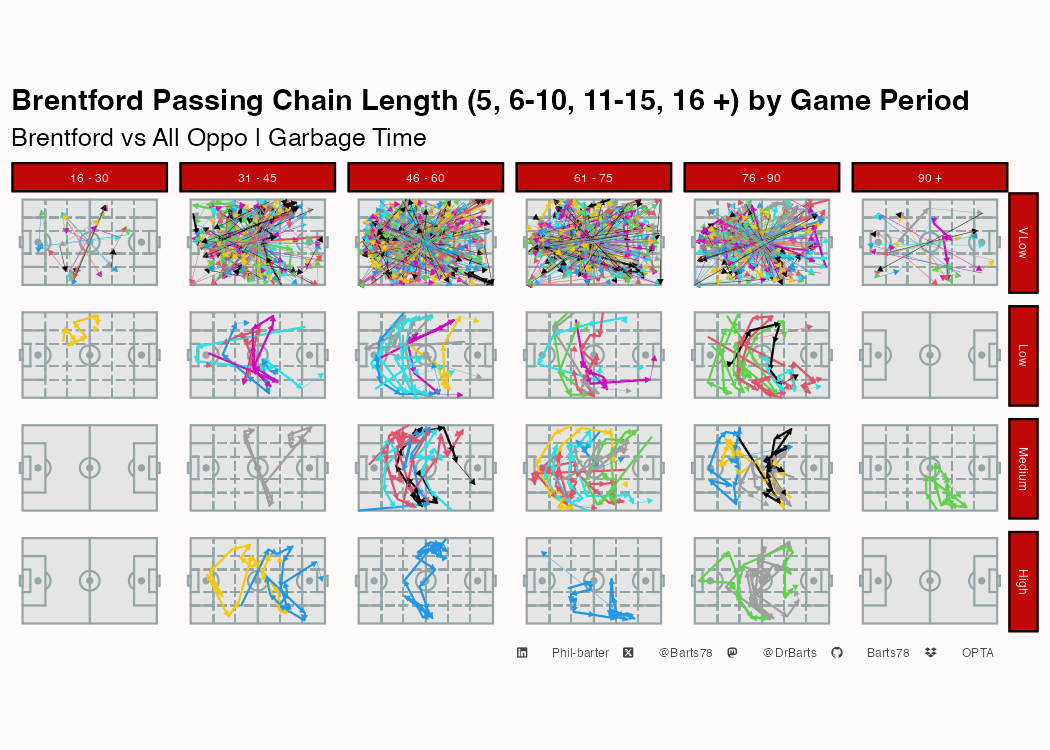 Brentford Passing Chain Length (5, 6-10, 11-15, 16 +) by Game Period
Brentford vs All Oppo l Garbage Time
16 - 30 31 - 45 46 - 60 61 - 75 76 - 90 90 +
VLow
Low
Medium
High
Phil-barter @Barts78 @DrBarts Barts78 OPTA